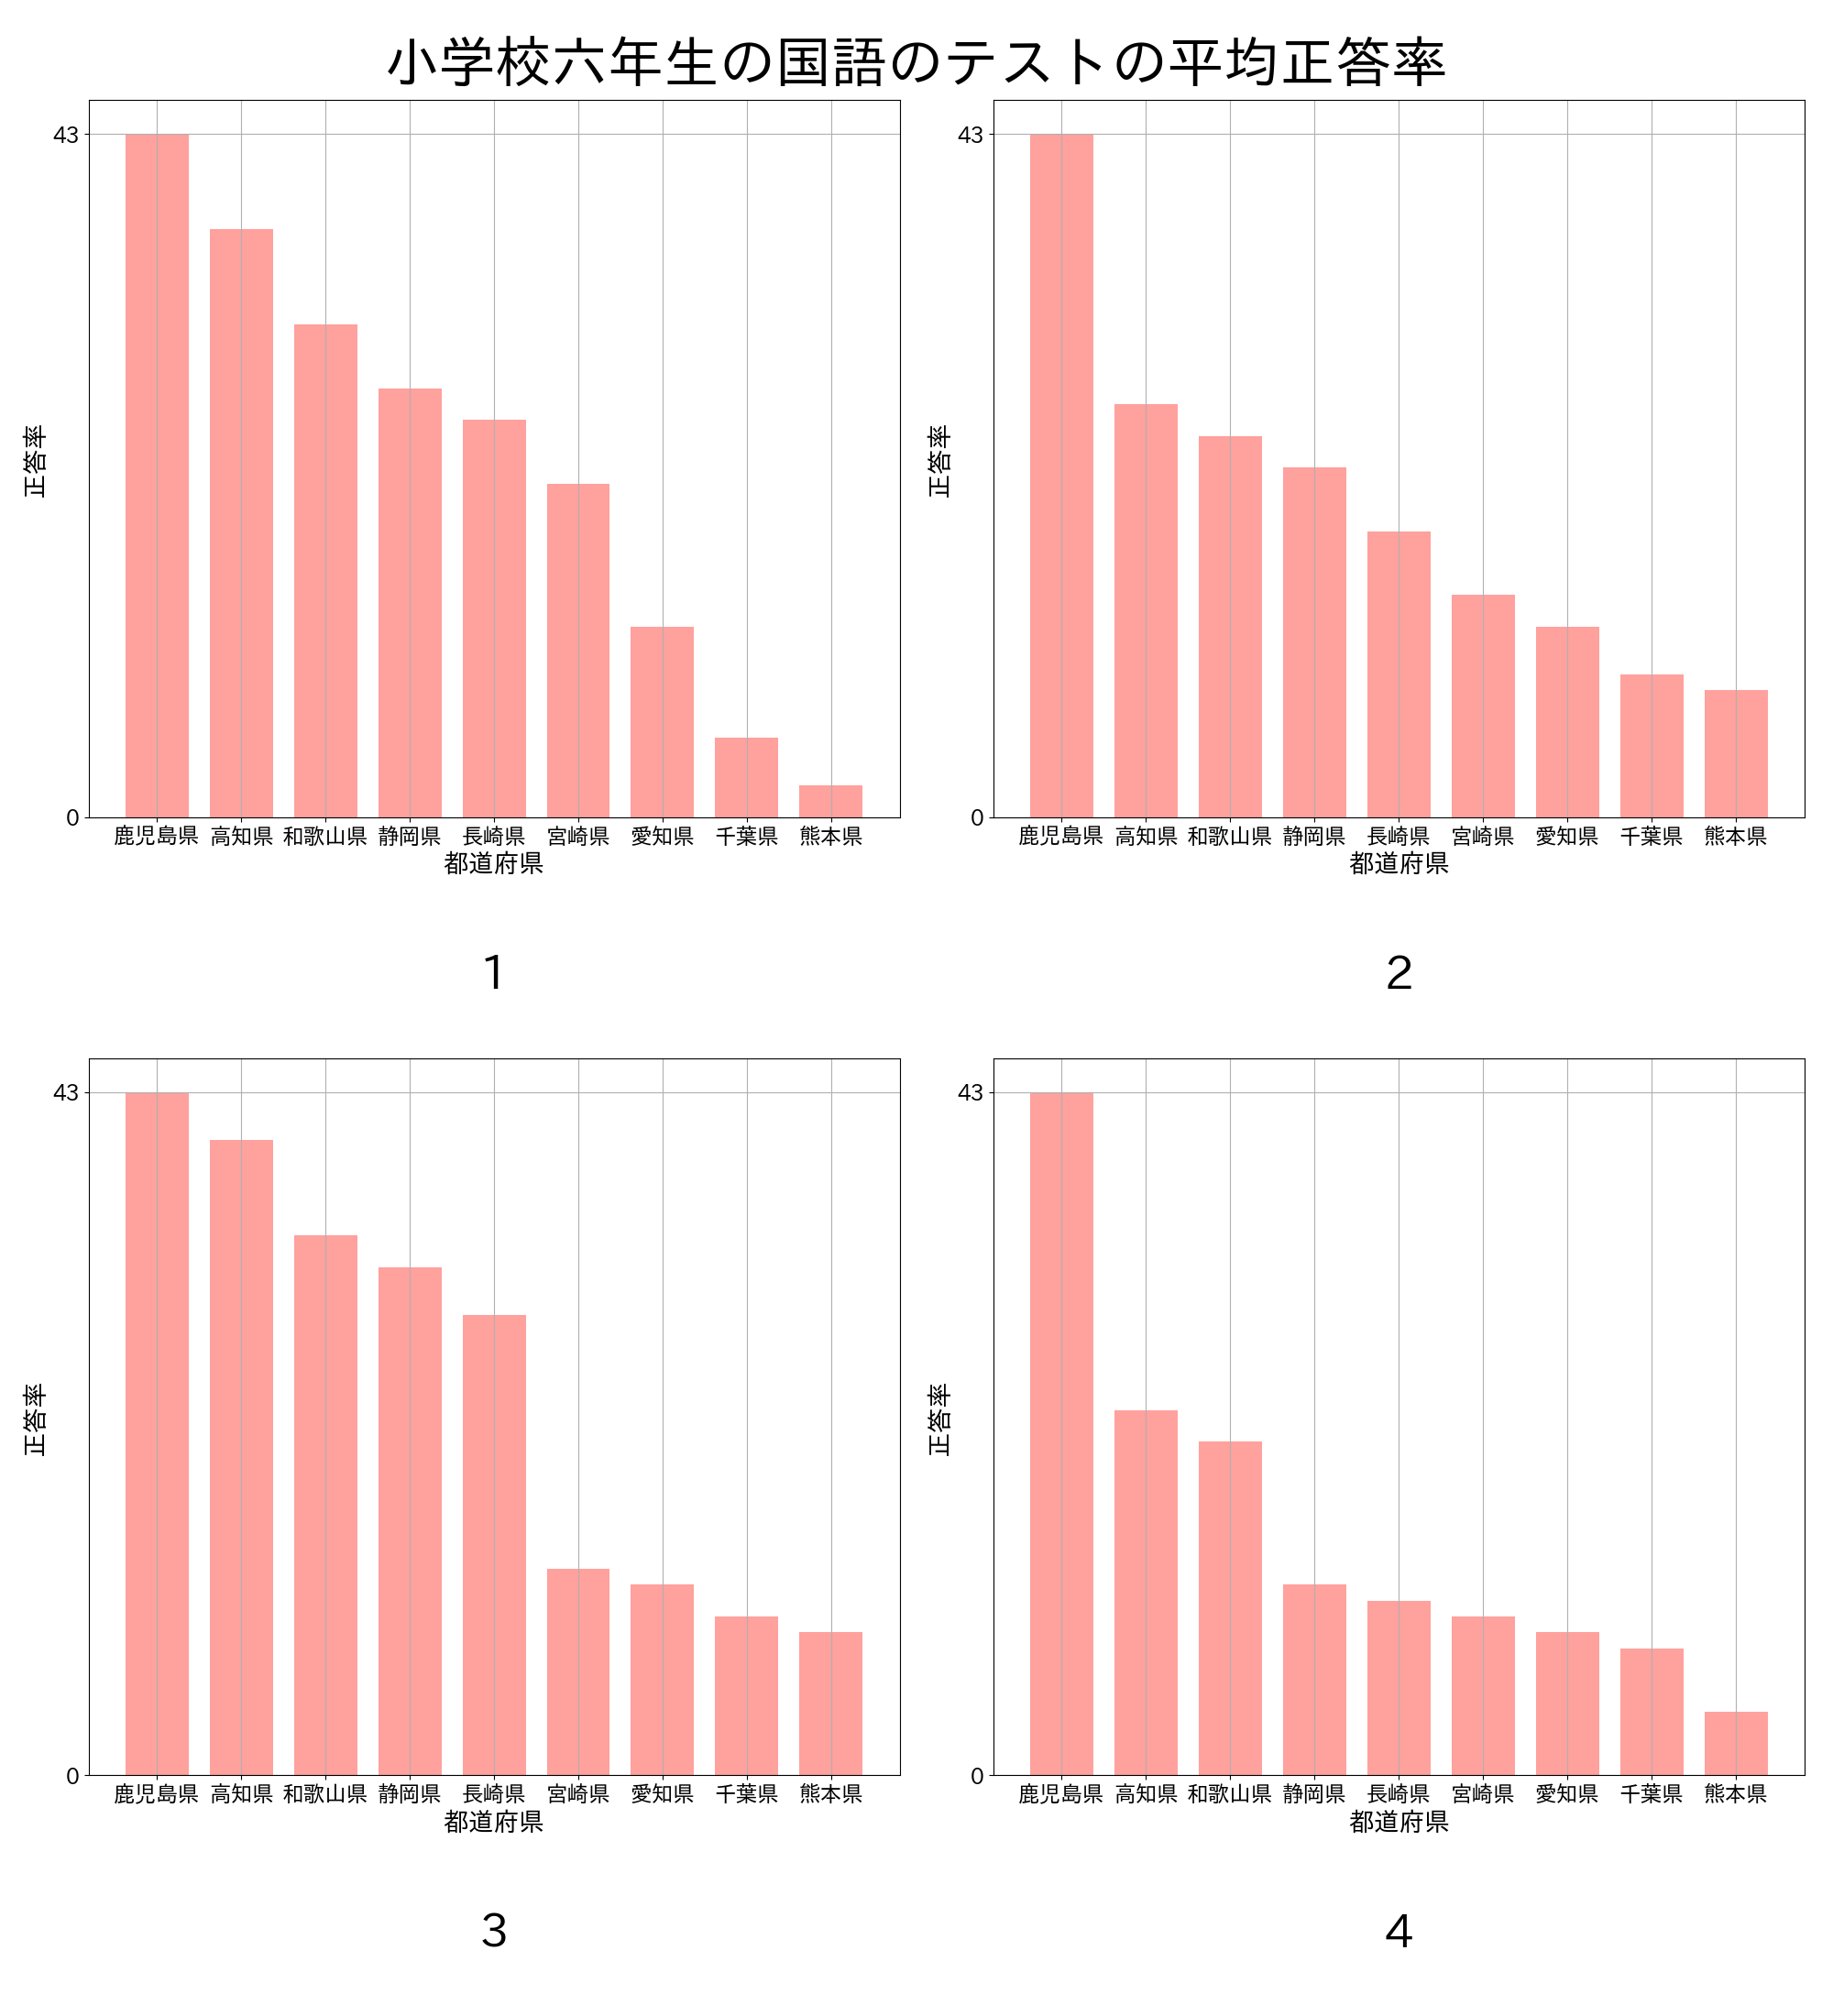 小学校六年生の国語のテストの平均正答率
43
0
正答率
鹿児島県 高知県 和歌山県 静岡県 長崎県 宮崎県 愛知県 千葉県 熊本県
都道府県
1
43
0
正答率
鹿児島県 高知県 和歌山県 静岡県 長崎県 宮崎県 愛知県 千葉県 熊本県
都道府県
2
43
0
正答率
鹿児島県 高知県 和歌山県 静岡県 長崎県 宮崎県 愛知県 千葉県 熊本県
都道府県
3
43
0
正答率
鹿児島県 高知県 和歌山県 静岡県 長崎県 宮崎県 愛知県 千葉県 熊本県
都道府県
4